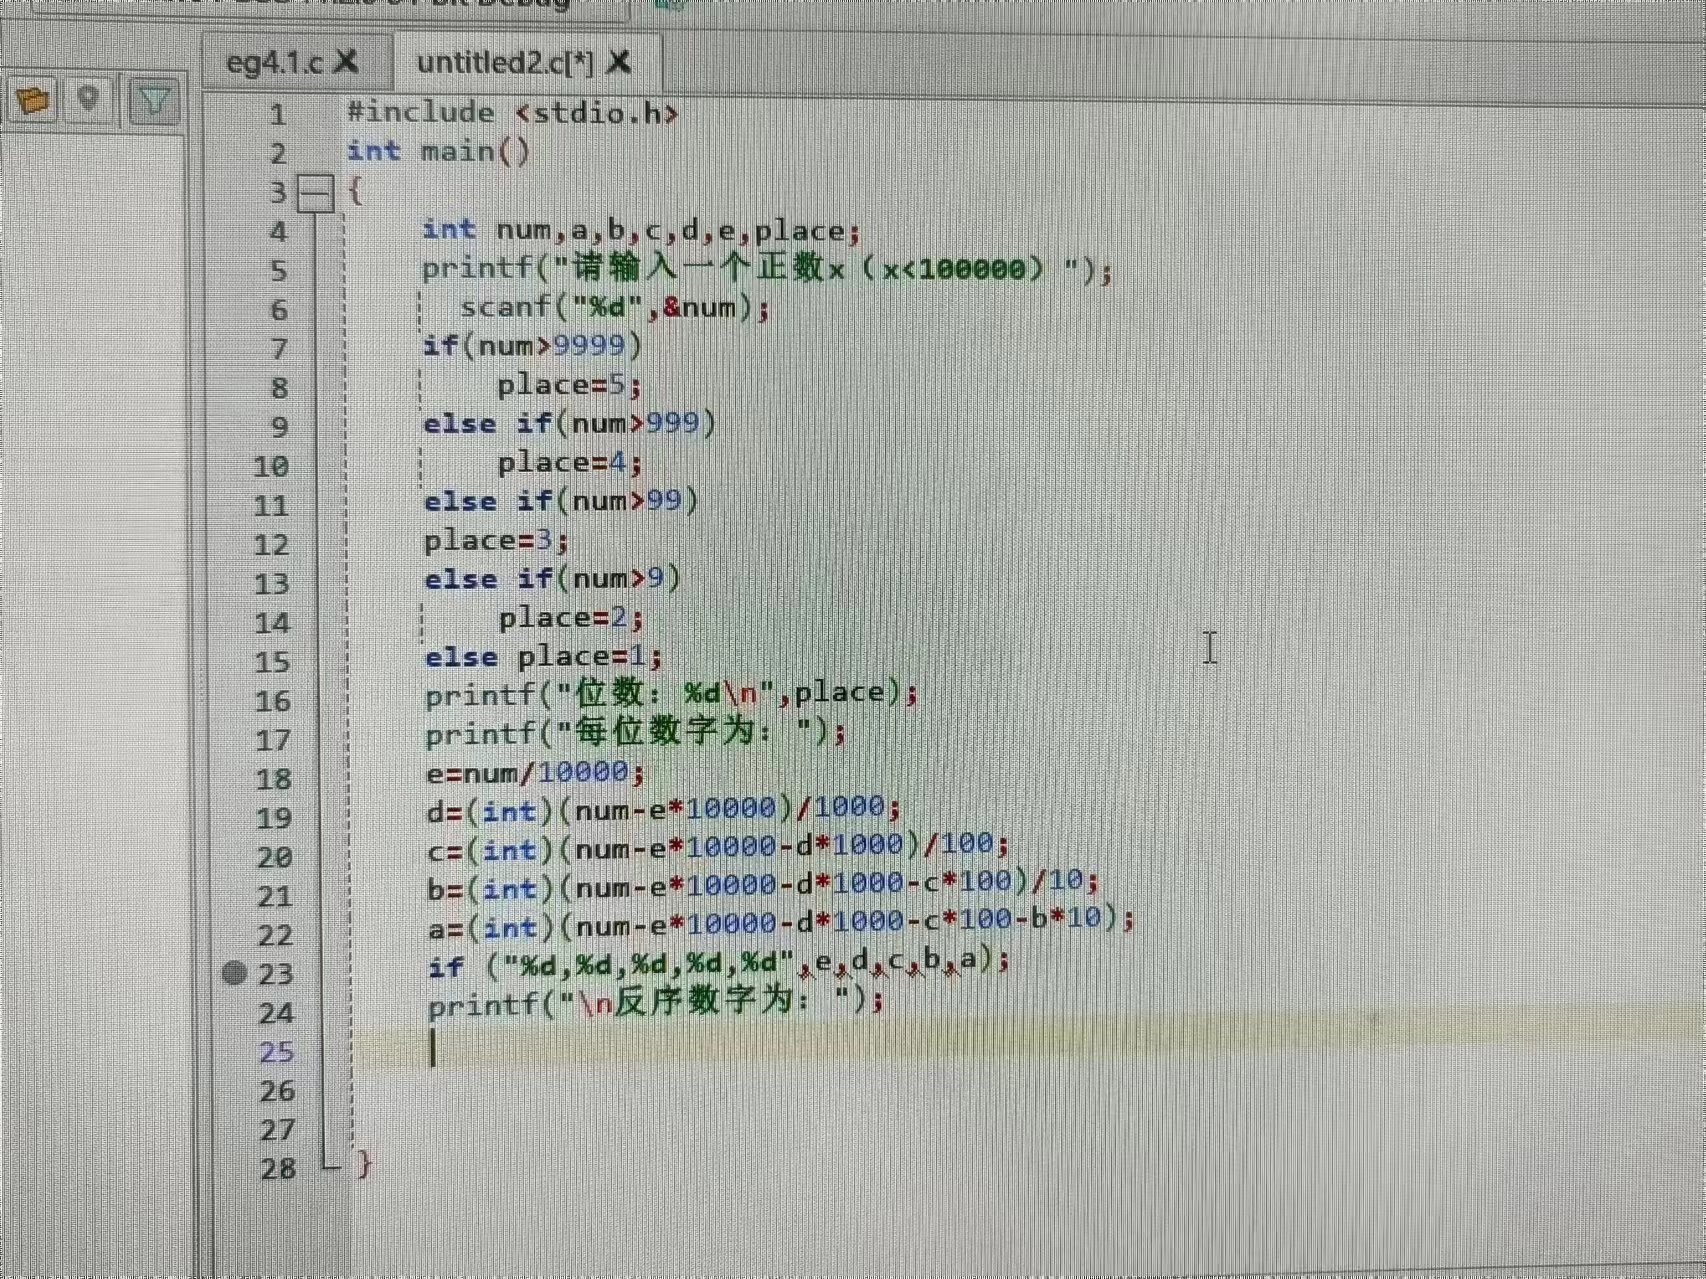 eg4.1.c X untitled2.c[*] X
1 #include <stdio.h>
2 int main()
3 {
4 int num,a,b,c,d,e,place;
5 printf("请输入一个正数x（x<100000）");
6 scanf("%d",&num);
7 if(num>9999)
8 place=5;
9 else if(num>999)
10 place=4;
11 else if(num>99)
12 place=3;
13 else if(num>9)
14 place=2;
15 else place=1;
16 printf("位数：%d\n",place);
17 printf("每位数字为：");
18 e=num/10000;
19 d=(int)(num-e*10000)/1000;
20 c=(int)(num-e*10000-d*1000)/100;
21 b=(int)(num-e*10000-d*1000-c*100)/10;
22 a=(int)(num-e*10000-d*1000-c*100-b*10);
23 if ("%d,%d,%d,%d,%d",e,d,c,b,a);
24 printf("\n反序数字为：");
25
26
27
28 }